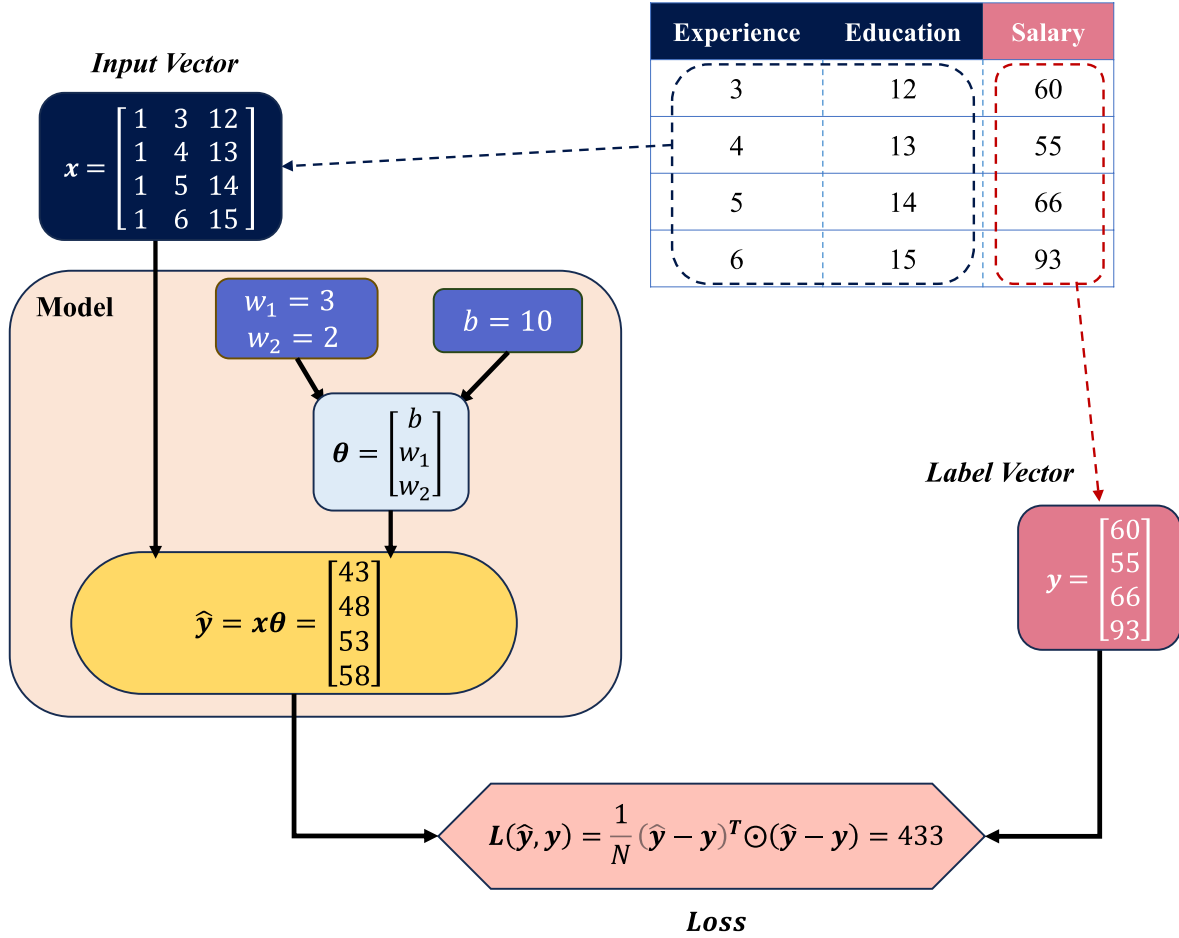 Experience Education Salary
3 12 60
4 13 55
5 14 66
6 15 93
Input Vector
x = [1 3 12
1 4 13
1 5 14
1 6 15]
Model
w₁ = 3
w₂ = 2
b = 10
θ = [b
w₁
w₂]
ŷ = xθ = [43
48
53
58]
Label Vector
y = [60
55
66
93]
L(ŷ, y) = 1/N (ŷ − y)ᵀ⊙(ŷ − y) = 433
Loss